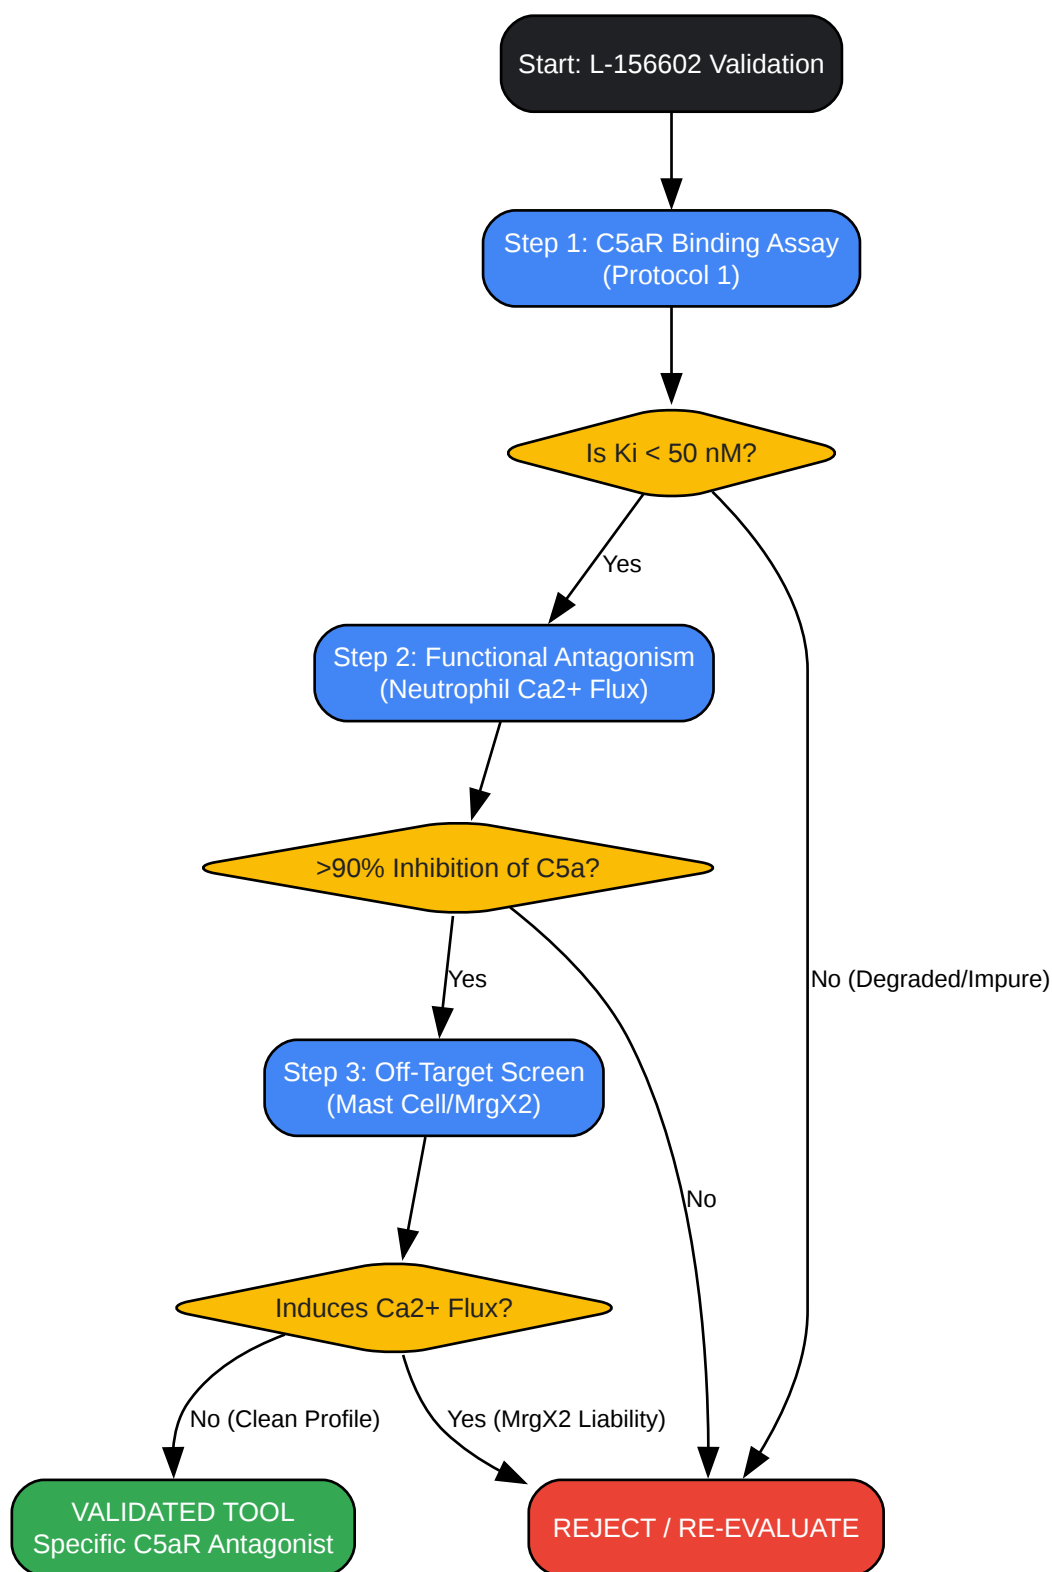 Start: L-156602 Validation
Step 1: C5aR Binding Assay
(Protocol 1)
Is Ki < 50 nM?
Yes
Step 2: Functional Antagonism
(Neutrophil Ca2+ Flux)
>90% Inhibition of C5a?
Yes
No (Degraded/Impure)
Step 3: Off-Target Screen
(Mast Cell/MrgX2)
No
Induces Ca2+ Flux?
No (Clean Profile)
Yes (MrgX2 Liability)
VALIDATED TOOL
Specific C5aR Antagonist
REJECT / RE-EVALUATE